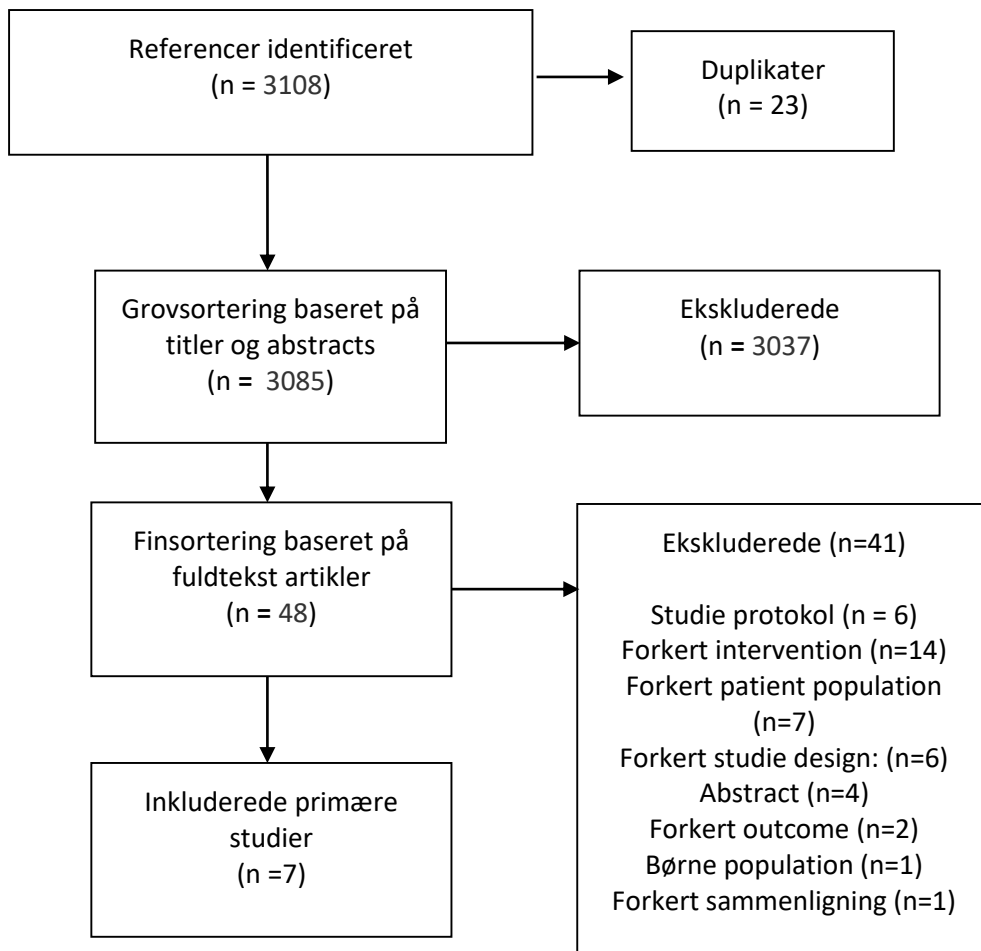 Referencer identificeret
(n = 3108)
Duplikater
(n = 23)
Grovsortering baseret på
titler og abstracts
(n =  3085)
Ekskluderede
(n = 3037)
Finsortering baseret på
fuldtekst artikler
(n = 48)
Ekskluderede (n=41)
Studie protokol (n = 6)
Forkert intervention (n=14)
Forkert patient population
(n=7)
Forkert studie design: (n=6)
Abstract (n=4)
Forkert outcome (n=2)
Børne population (n=1)
Forkert sammenligning (n=1)
Inkluderede primære
studier
(n =7)